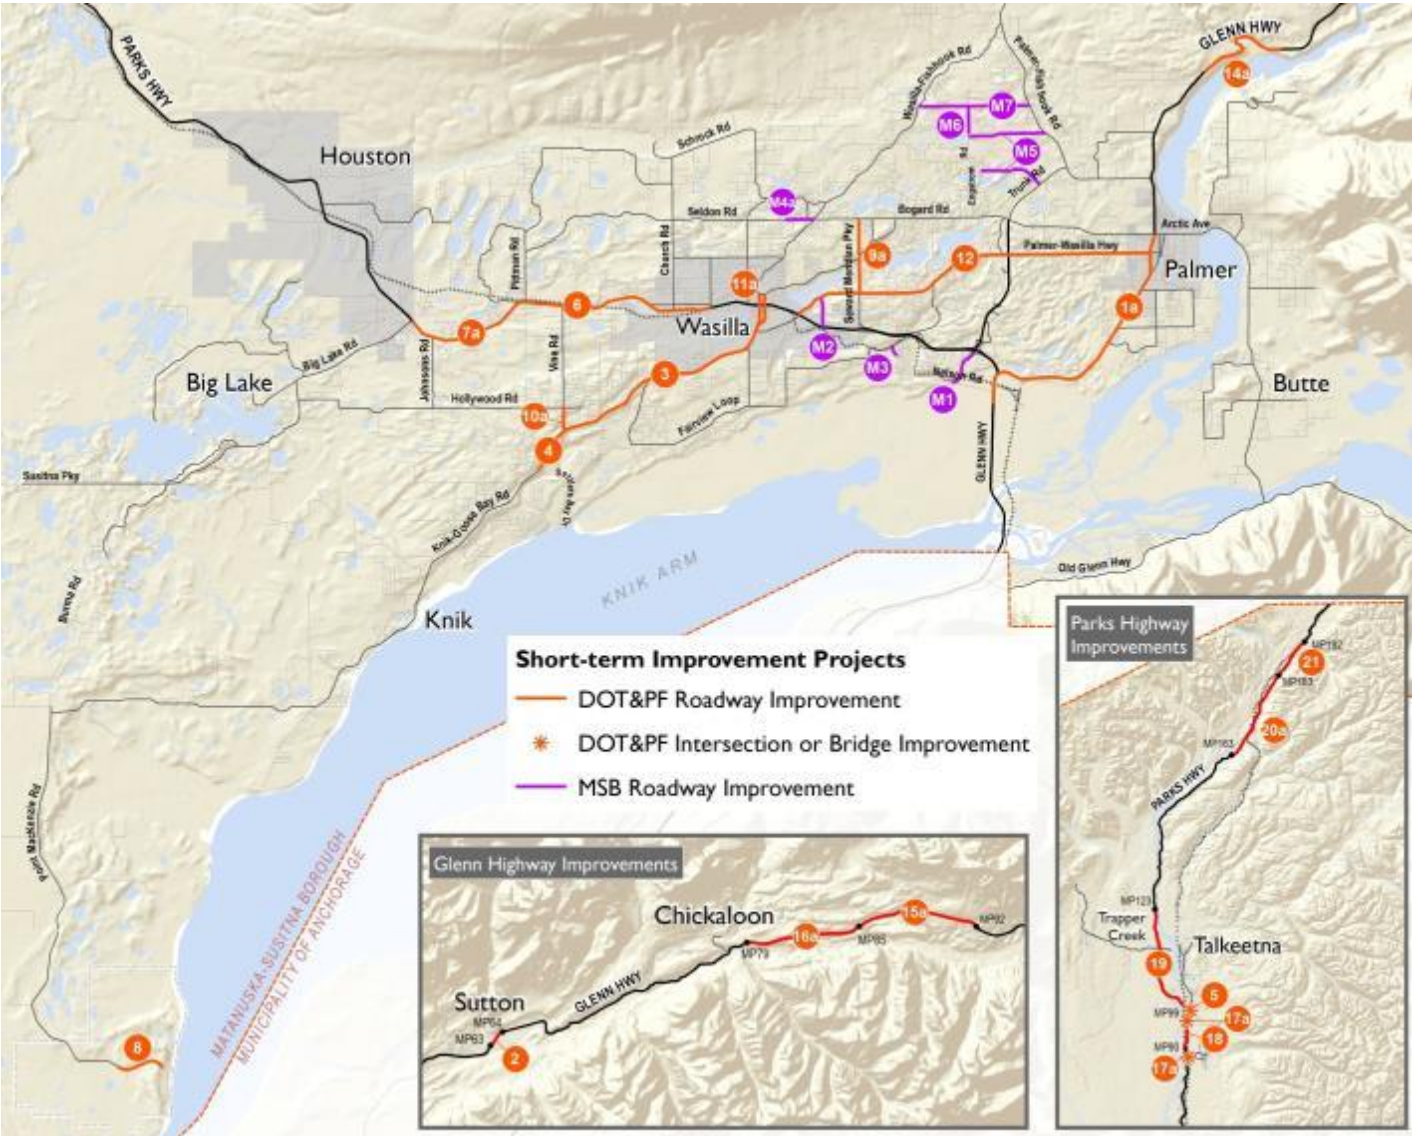 PARKS HWY
GLENN HWY
14a
Wasilla-Fishhook Rd
Palmer-Fishhook Rd
M7
M6
M5
Schrock Rd
Houston
Rd
Engstrom
Trunk Rd
M4a
Seldon Rd
Bogard Rd
Arctic Ave
Church Rd
Pittman Rd
Seward Meridian Pky
9a
12
Palmer-Wasilla Hwy
Palmer
11a
6
1a
7a
Wasilla
M2
M3
Nelson Rd
M1
Big Lake Rd
Johnsons Rd
Vine Rd
3
Big Lake
Butte
Hollywood Rd
10a
Fairview Loop
4
GLENN HWY
Susitna Pky
Knik-Goose Bay Rd
KNIK ARM
Old Glenn Hwy
Burma Rd
Knik
Short-term Improvement Projects
DOT&PF Roadway Improvement
DOT&PF Intersection or Bridge Improvement
MSB Roadway Improvement
Point MacKenzie Rd
8
MATANUSKA-SUSITNA BOROUGH
MUNICIPALITY OF ANCHORAGE
Glenn Highway Improvements
Chickaloon
15a
MP92
16a
MP85
MP79
GLENN HWY
Sutton
MP64
MP63
2
Parks Highway
Improvements
MP192
21
MP183
20a
MP163
PARKS HWY
MP123
Trapper
Creek
Talkeetna
19
5
MP99
17a
18
MP90
17a